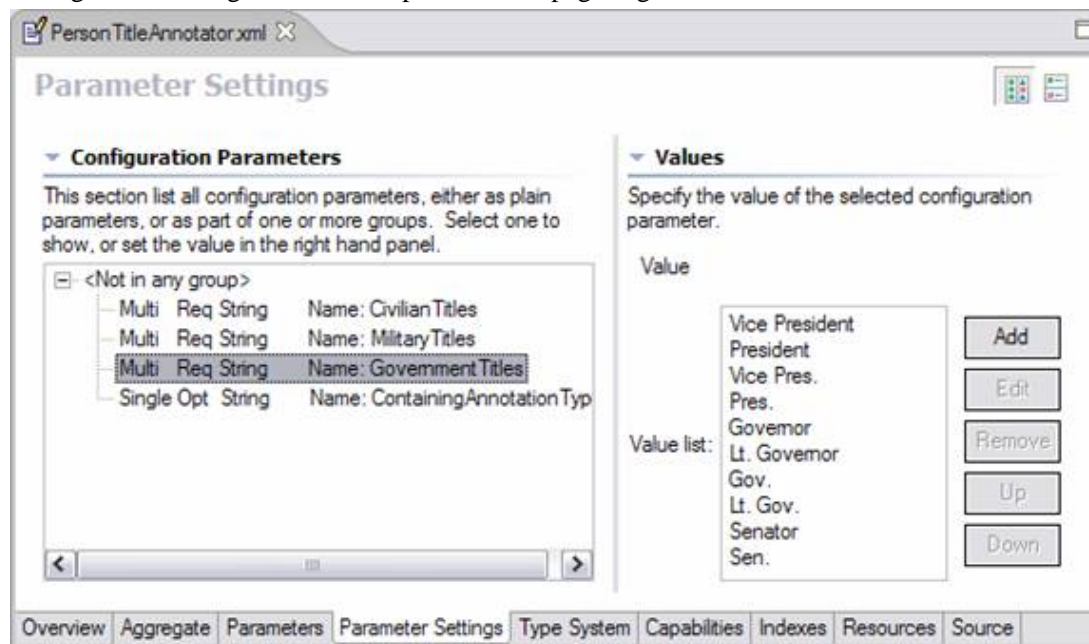 PersonTitleAnnotator.xml
Parameter Settings
Configuration Parameters
This section list all configuration parameters, either as plain
parameters, or as part of one or more groups. Select one to
show, or set the value in the right hand panel.
<Not in any group>
Multi Req String Name: CivilianTitles
Multi Req String Name: MilitaryTitles
Multi Req String Name: GovernmentTitles
Single Opt String Name: ContainingAnnotationTyp
Values
Specify the value of the selected configuration
parameter.
Value
Value list:
Vice President
President
Vice Pres.
Pres.
Governor
Lt. Governor
Gov.
Lt. Gov.
Senator
Sen.
Add
Edit
Remove
Up
Down
Overview Aggregate Parameters Parameter Settings Type System Capabilities Indexes Resources Source